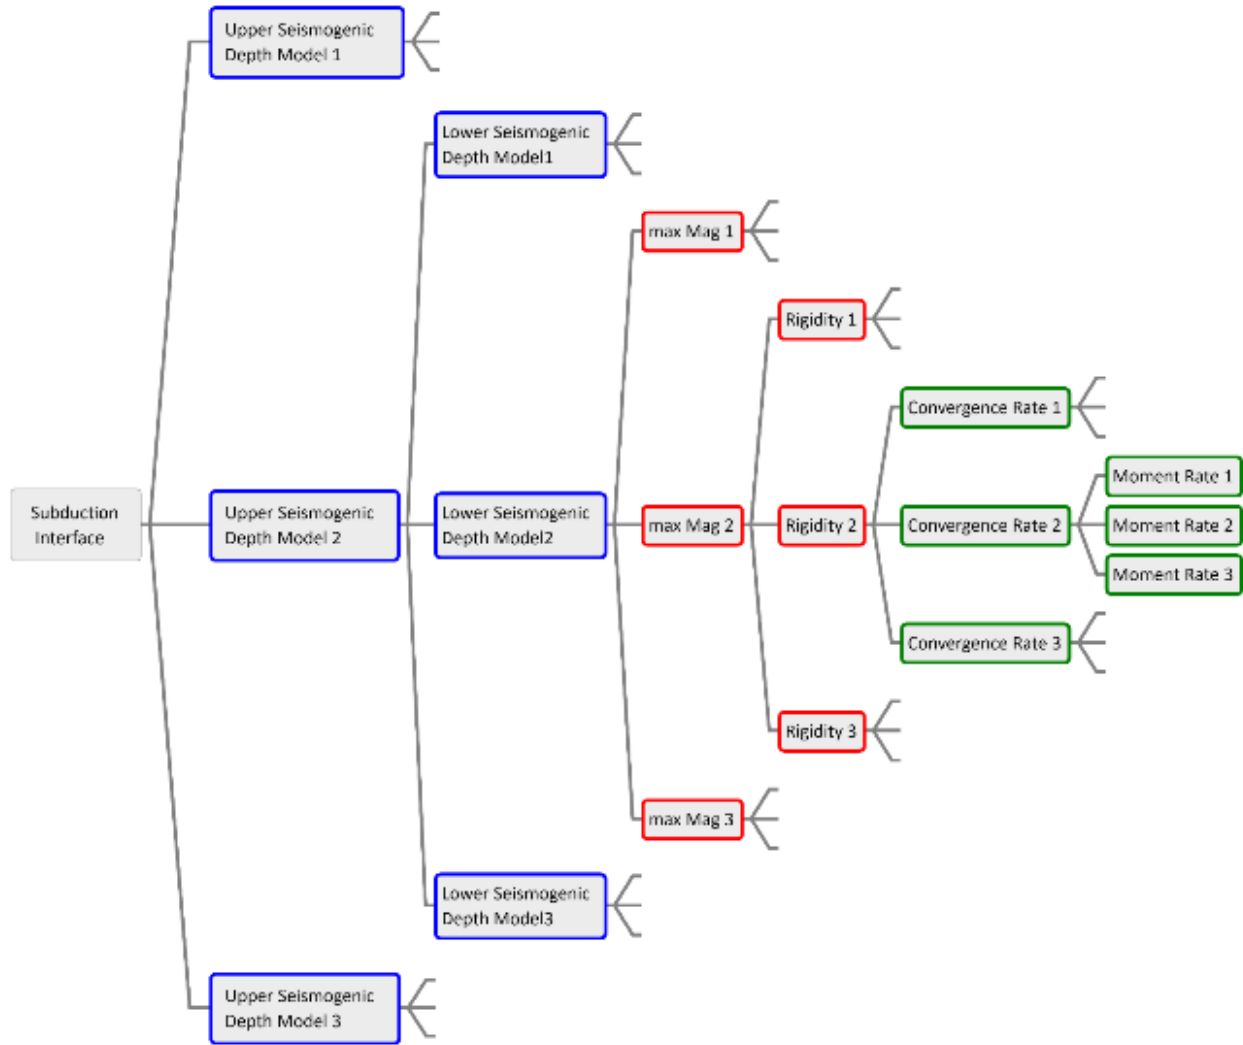 Upper Seismogenic
Depth Model 1
Lower Seismogenic
Depth Model1
max Mag 1
Rigidity 1
Convergence Rate 1
Moment Rate 1
Subduction
Interface
Upper Seismogenic
Depth Model 2
Lower Seismogenic
Depth Model2
max Mag 2
Rigidity 2
Convergence Rate 2
Moment Rate 2
Moment Rate 3
Convergence Rate 3
Rigidity 3
max Mag 3
Lower Seismogenic
Depth Model3
Upper Seismogenic
Depth Model 3